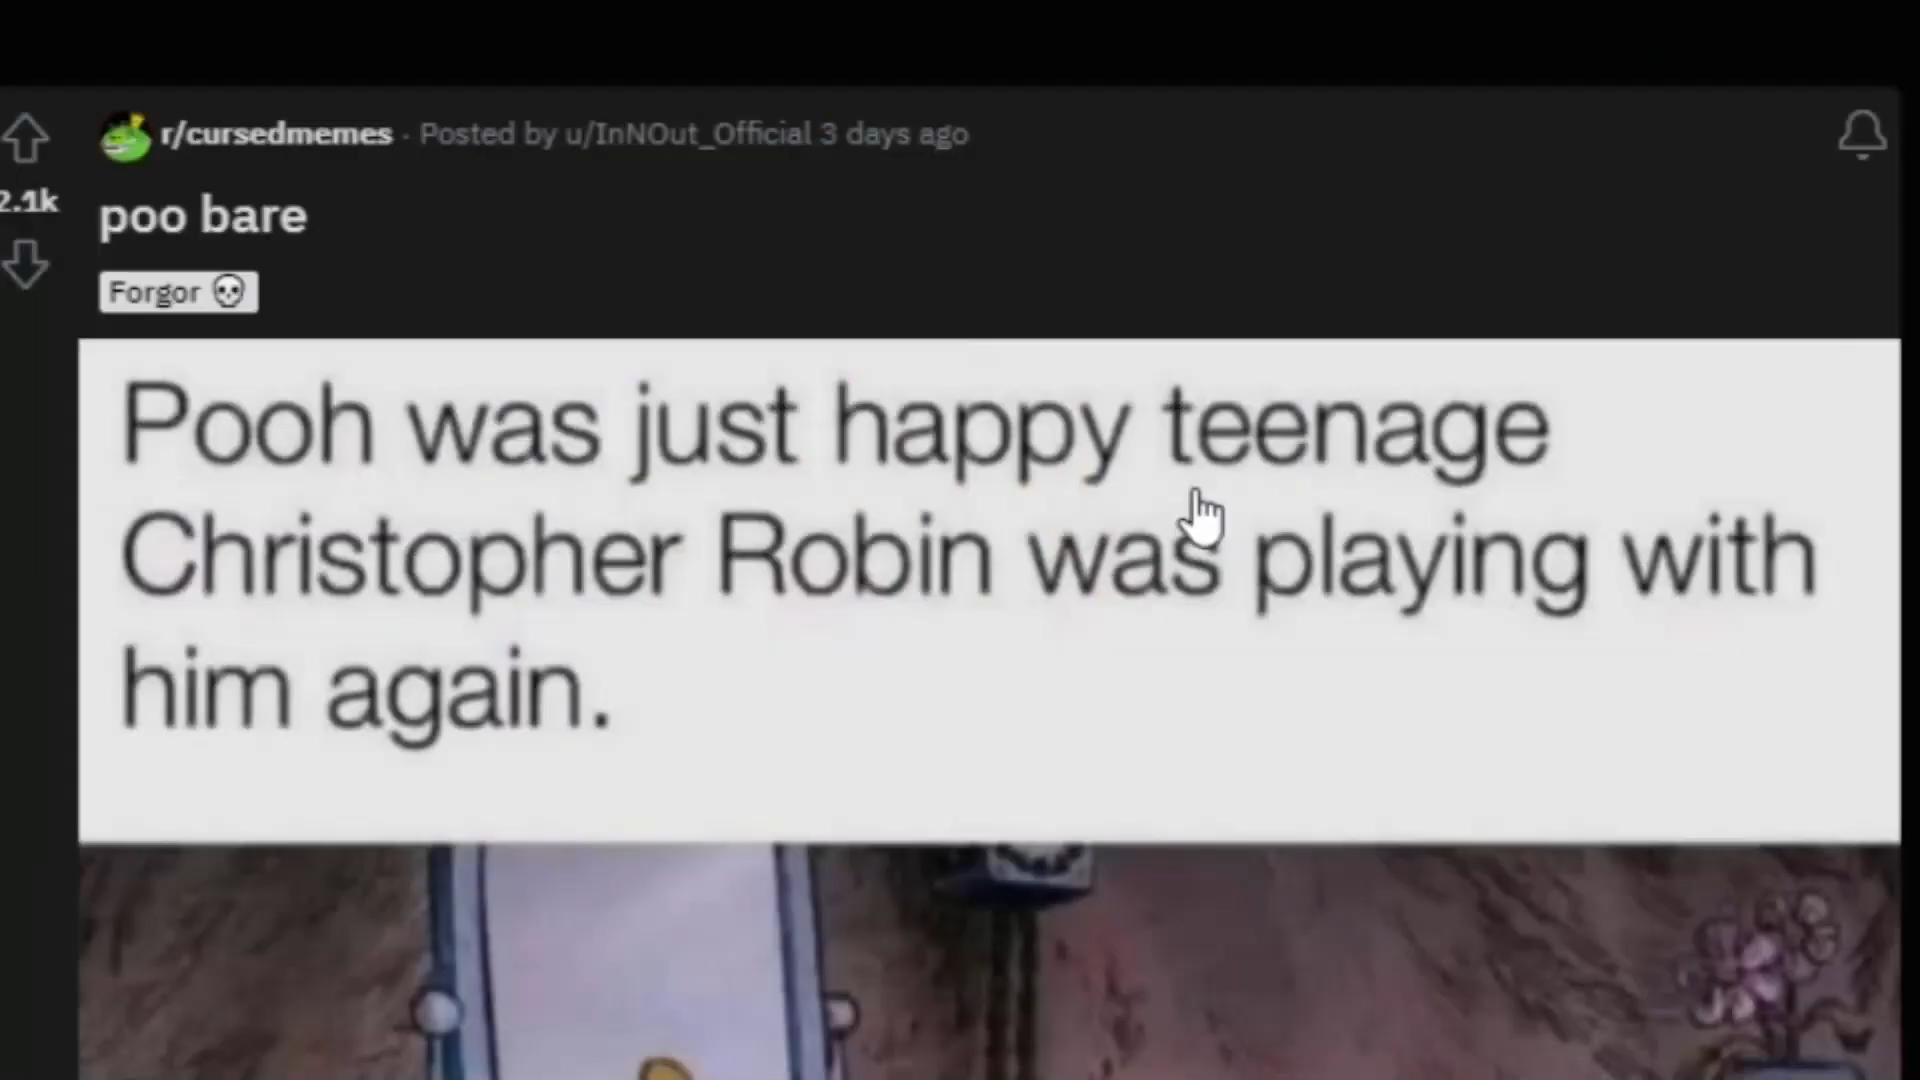 r/cursedmemes · Posted by u/InNOut_Official 3 days ago
2.1k
poo bare
Forgor 💀
Pooh was just happy teenage
Christopher Robin was playing with
him again.